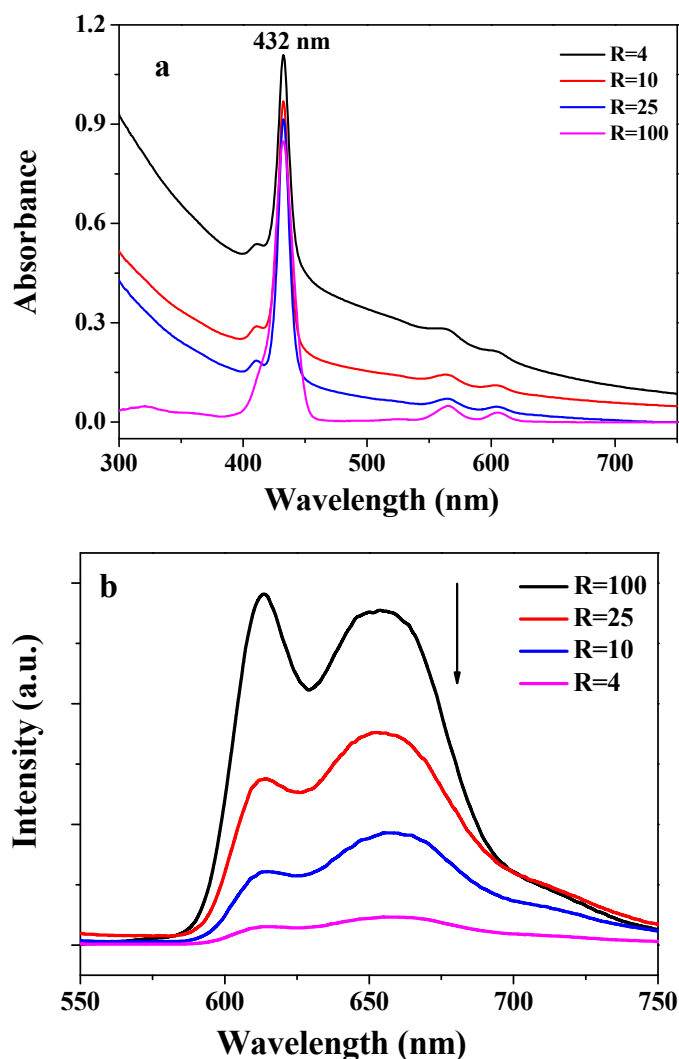 a
432 nm
R=4
R=10
R=25
R=100
1.2
0.9
0.6
0.3
0.0
Absorbance
300 400 500 600 700
Wavelength (nm)
b
R=100
R=25
R=10
R=4
Intensity (a.u.)
550 600 650 700 750
Wavelength (nm)